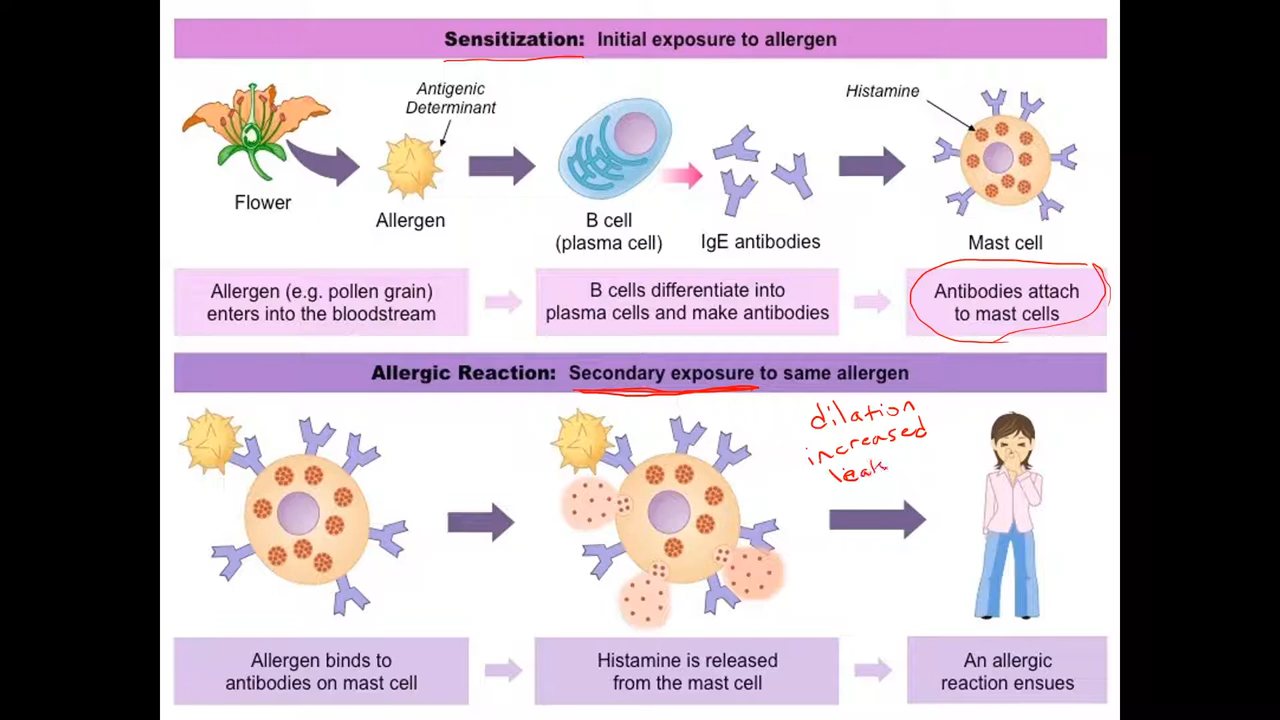 Sensitization: Initial exposure to allergen
Antigenic
Determinant
Histamine
Flower
Allergen
B cell
(plasma cell)
IgE antibodies
Mast cell
Allergen (e.g. pollen grain)
enters into the bloodstream
B cells differentiate into
plasma cells and make antibodies
Antibodies attach
to mast cells
Allergic Reaction: Secondary exposure to same allergen
dilation
increased
leak
Allergen binds to
antibodies on mast cell
Histamine is released
from the mast cell
An allergic
reaction ensues